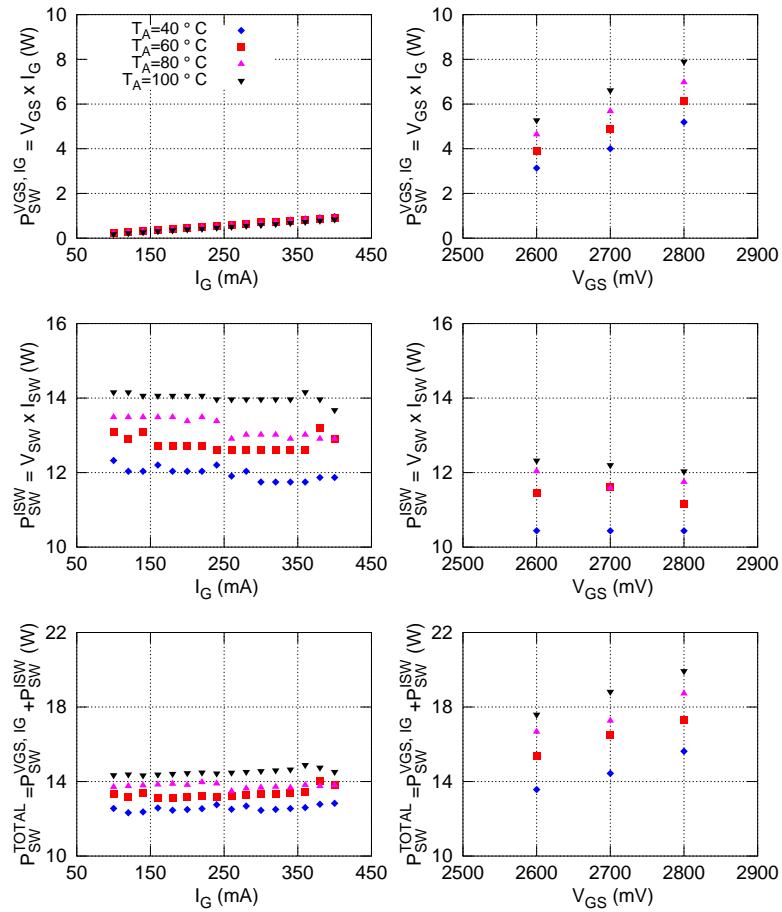 P_SW^VGS, IG = V_GS x I_G (W)
10
8
6
4
2
0
50 150 250 350 450
I_G (mA)
T_A=40 ° C
T_A=60 ° C
T_A=80 ° C
T_A=100 ° C
P_SW^VGS, IG = V_GS x I_G (W)
10
8
6
4
2
0
2500 2600 2700 2800 2900
V_GS (mV)
P_SW^ISW = V_SW x I_SW (W)
16
14
12
10
50 150 250 350 450
I_G (mA)
P_SW^ISW = V_SW x I_SW (W)
16
14
12
10
2500 2600 2700 2800 2900
V_GS (mV)
P_SW^TOTAL =P_SW^VGS, IG +P_SW^ISW (W)
22
18
14
10
50 150 250 350 450
I_G (mA)
P_SW^TOTAL =P_SW^VGS, IG +P_SW^ISW (W)
22
18
14
10
2500 2600 2700 2800 2900
V_GS (mV)